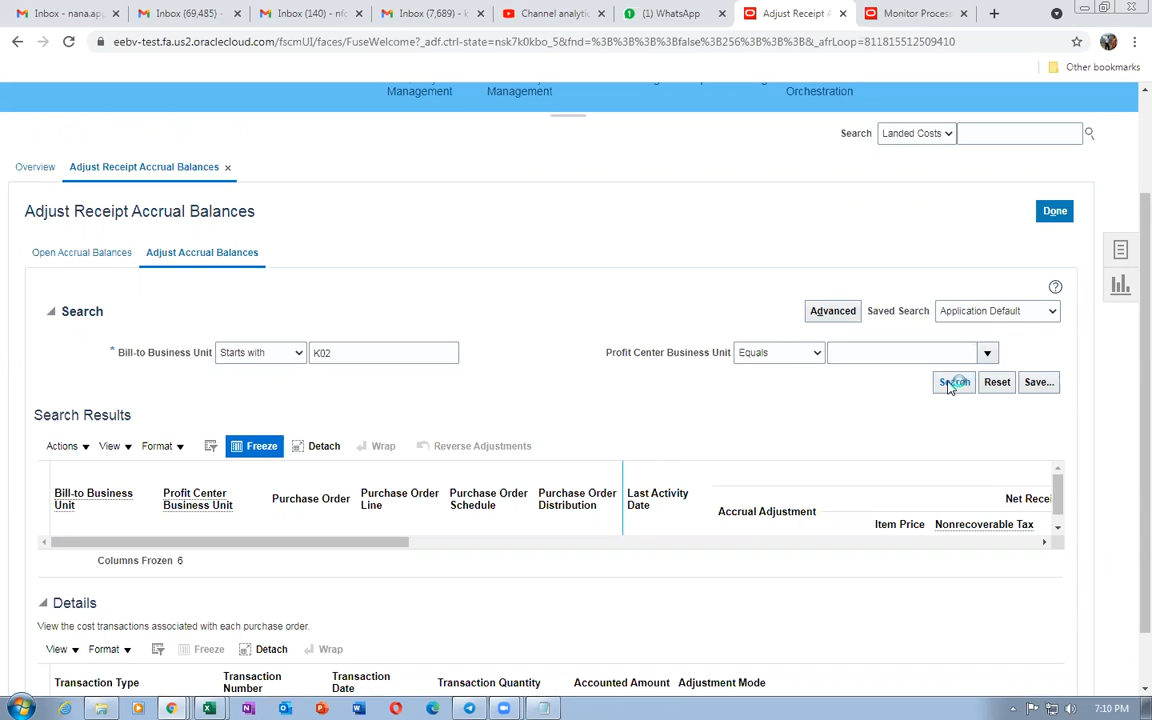 Inbox - nana.apy
Inbox (69,485) -
Inbox (140) - nfc
Inbox (7,689) - k
Channel analytic
(1) WhatsApp
Adjust Receipt A
Monitor Process
eebv-test.fa.us2.oraclecloud.com/fscmUI/faces/FuseWelcome?_adf.ctrl-state=nsk7k0kbo_5&fnd=%3B%3B%3B%3Bfalse%3B256%3B%3B%3B&_afrLoop=811815512509410
Other bookmarks
Management Management Orchestration
Search Landed Costs
Overview Adjust Receipt Accrual Balances
Adjust Receipt Accrual Balances Done
Open Accrual Balances Adjust Accrual Balances
Search Advanced Saved Search Application Default
* Bill-to Business Unit Starts with K02 Profit Center Business Unit Equals
Search Reset Save...
Search Results
Actions View Format Freeze Detach Wrap Reverse Adjustments
Bill-to Business Unit
Profit Center Business Unit
Purchase Order
Purchase Order Line
Purchase Order Schedule
Purchase Order Distribution
Last Activity Date
Accrual Adjustment
Net Recei
Item Price Nonrecoverable Tax
Columns Frozen 6
Details
View the cost transactions associated with each purchase order.
View Format Freeze Detach Wrap
Transaction Type
Transaction Number
Transaction Date
Transaction Quantity
Accounted Amount
Adjustment Mode
7:10 PM